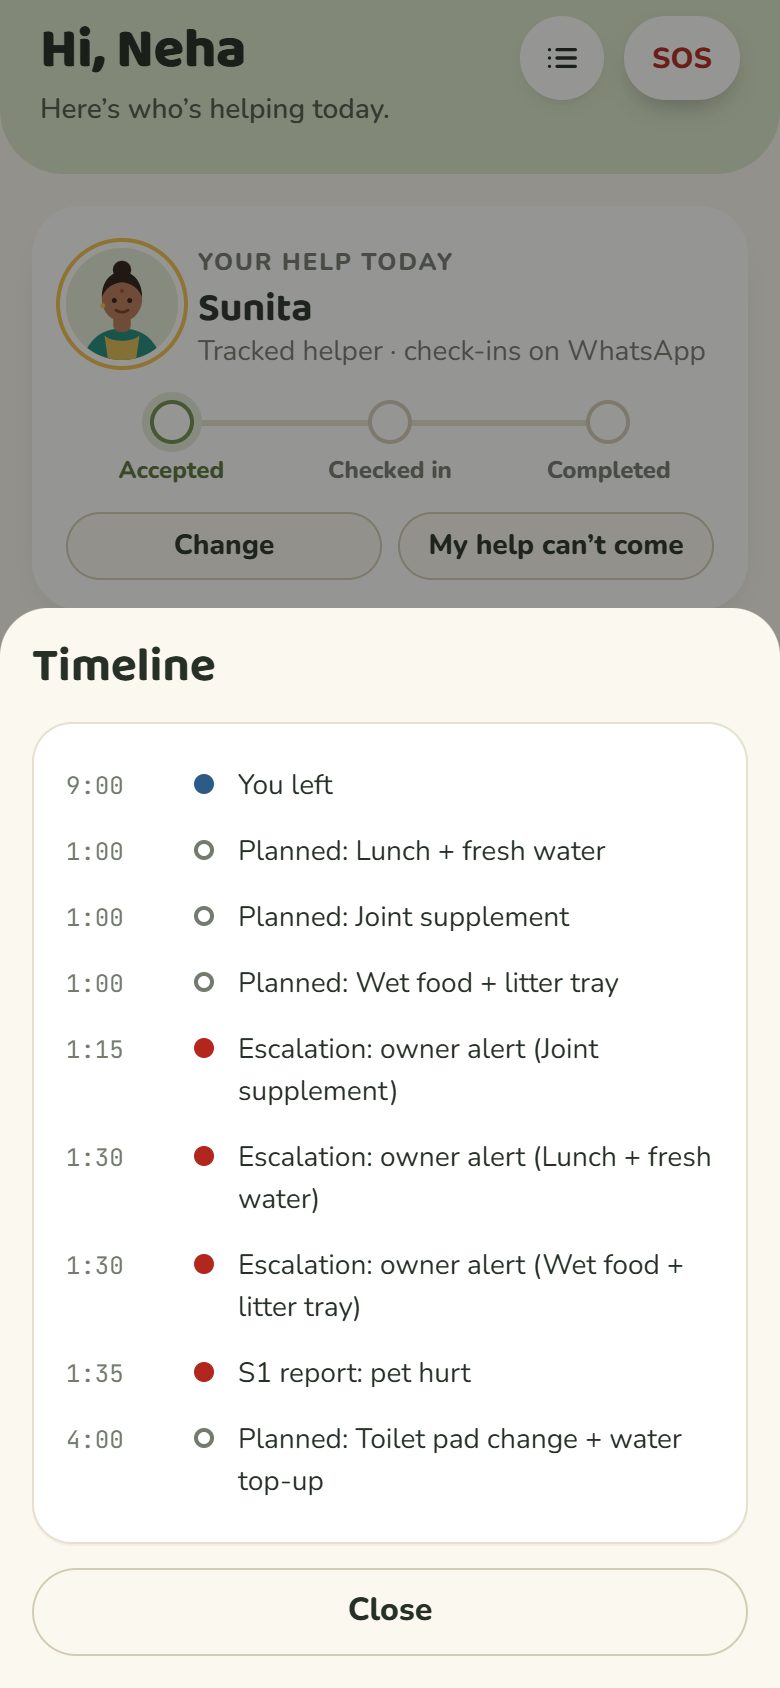 Hi, Neha
SOS
Here’s who’s helping today.
YOUR HELP TODAY
Sunita
Tracked helper · check-ins on WhatsApp
Accepted
Checked in
Completed
Change
My help can’t come
Timeline
9:00 You left
1:00 Planned: Lunch + fresh water
1:00 Planned: Joint supplement
1:00 Planned: Wet food + litter tray
1:15 Escalation: owner alert (Joint
supplement)
1:30 Escalation: owner alert (Lunch + fresh
water)
1:30 Escalation: owner alert (Wet food +
litter tray)
1:35 S1 report: pet hurt
4:00 Planned: Toilet pad change + water
top-up
Close